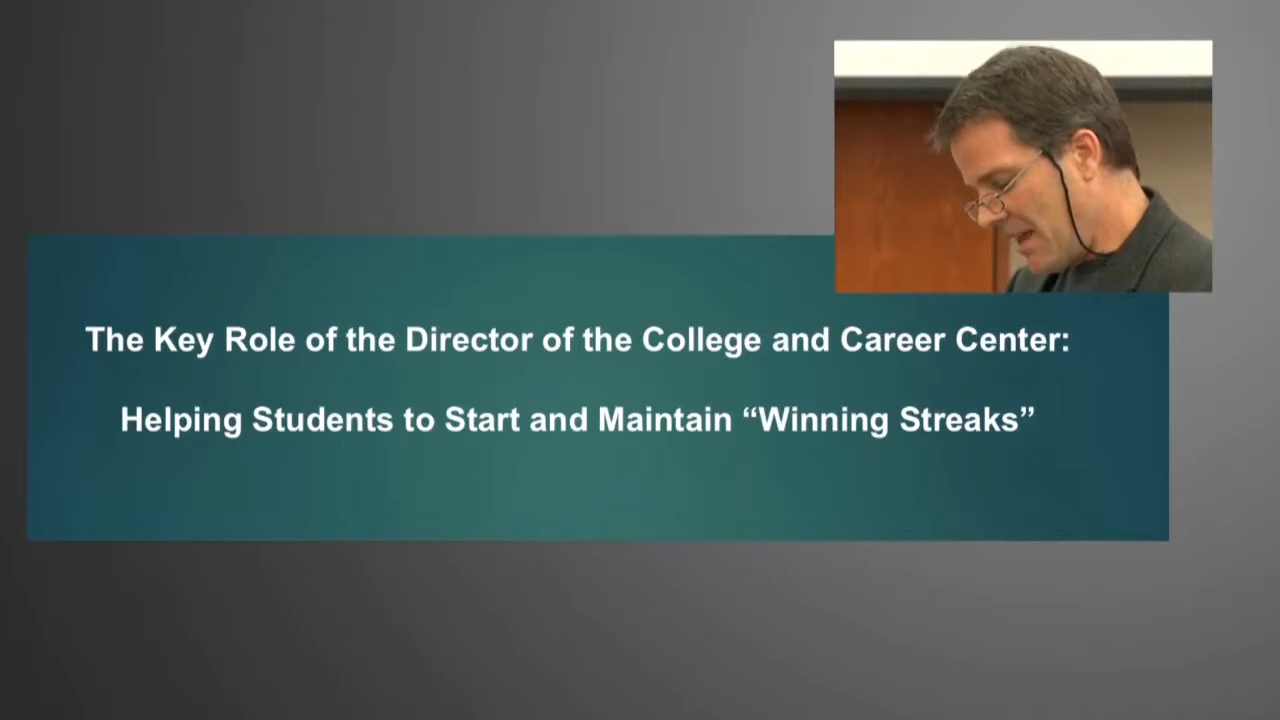 The Key Role of the Director of the College and Career Center:
Helping Students to Start and Maintain “Winning Streaks”